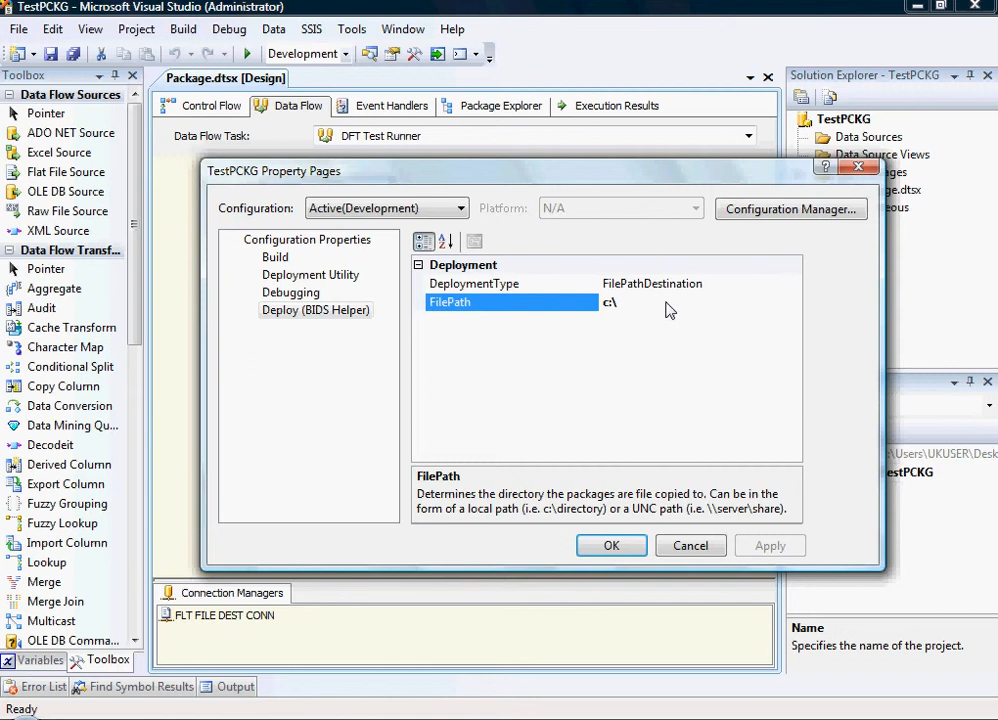 TestPCKG - Microsoft Visual Studio (Administrator)
File Edit View Project Build Debug Data SSIS Tools Window Help
Development
Toolbox
Data Flow Sources
Pointer
ADO NET Source
Excel Source
Flat File Source
OLE DB Source
Raw File Source
XML Source
Data Flow Transf...
Pointer
Aggregate
Audit
Cache Transform
Character Map
Conditional Split
Copy Column
Data Conversion
Data Mining Qu...
Decodeit
Derived Column
Export Column
Fuzzy Grouping
Fuzzy Lookup
Import Column
Lookup
Merge
Merge Join
Multicast
OLE DB Comma...
Variables Toolbox
Package.dtsx [Design]
Control Flow Data Flow Event Handlers Package Explorer Execution Results
Data Flow Task: DFT Test Runner
TestPCKG Property Pages
Configuration: Active(Development) Platform: N/A Configuration Manager...
Configuration Properties
Build
Deployment Utility
Debugging
Deploy (BIDS Helper)
Deployment
DeploymentType FilePathDestination
FilePath c:\
FilePath
Determines the directory the packages are file copied to. Can be in
the form of a local path (i.e. c:\directory) or a UNC path (i.e. \\server\share).
OK Cancel Apply
Connection Managers
FLT FILE DEST CONN
Solution Explorer - TestPCKG
TestPCKG
Data Sources
Data Source Views
ages
ge.dtsx
eous
:\Users\UKUSER\Desk
estPCKG
Name
Specifies the name of the project.
Error List Find Symbol Results Output
Ready